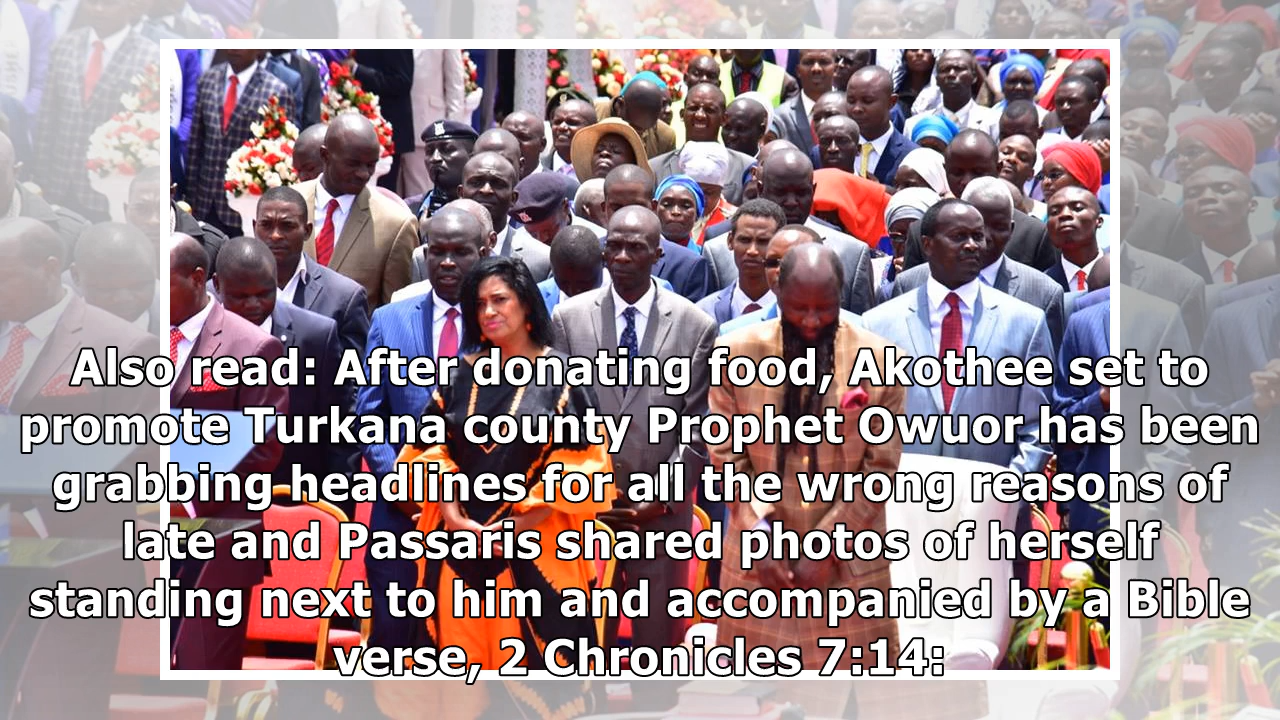 Also read: After donating food, Akothee set to
promote Turkana county Prophet Owuor has been
grabbing headlines for all the wrong reasons of
late and Passaris shared photos of herself
standing next to him and accompanied by a Bible
verse, 2 Chronicles 7:14: